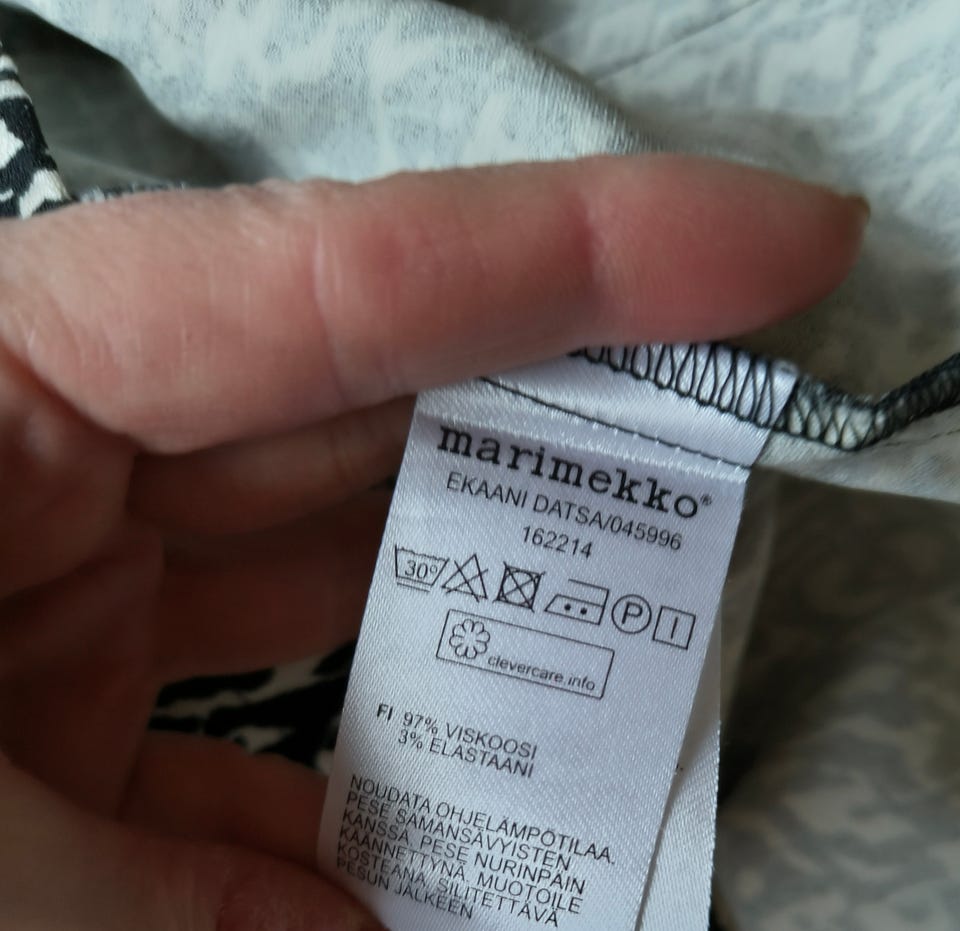 marimekko®
EKAANI DATSA/045996
162214
30°
P
clevercare.info
FI 97% VISKOOSI
3% ELASTAANI
NOUDATA OHJELÄMPÖTILAA.
PESE SAMANSÄVYISTEN
KANSSA. PESE NURINPÄIN
KÄÄNNETTYNÄ. MUOTOILE
KOSTEANA. SILITETTÄVÄ
PESUN JÄLKEEN